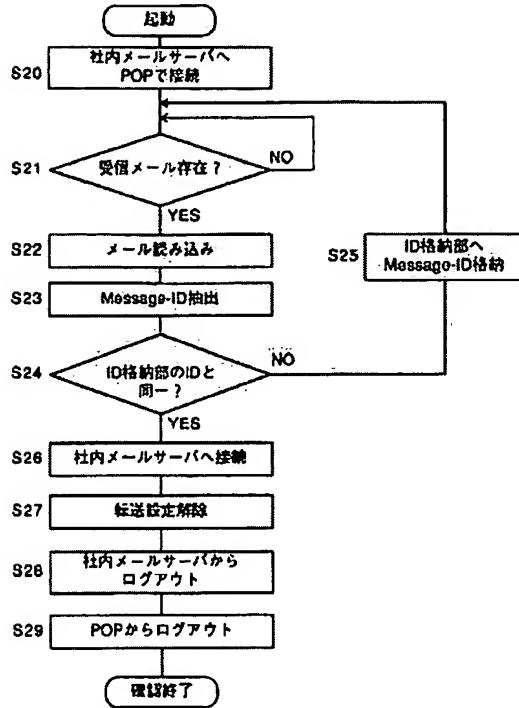 起動
S20
社内メールサーバへ
POPで接続
S21
受信メール存在？
NO
YES
S22
メール読み込み
S25
ID格納部へ
Message-ID格納
S23
Message-ID抽出
S24
ID格納部のIDと
同一？
NO
YES
S26
社内メールサーバへ接続
S27
転送設定解除
S28
社内メールサーバから
ログアウト
S29
POPからログアウト
確認終了